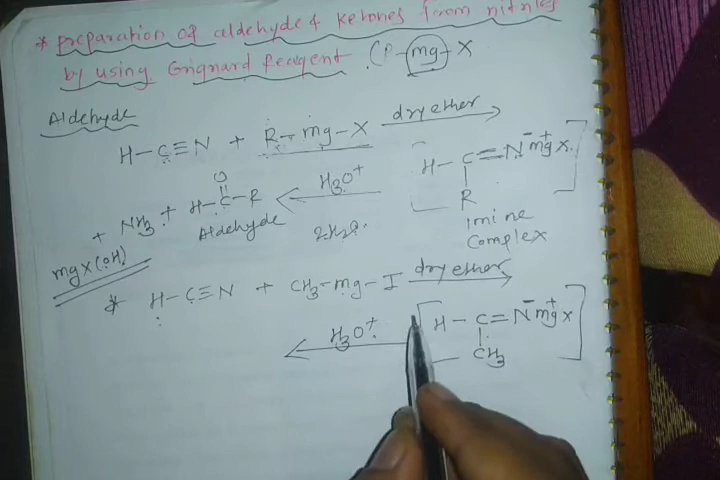 * Preparation of aldehyde & Ketones from nitriles
by using Grignard Reagent. mg-X
Aldehyde
H-C≡N + R-mg-X dry ether
H-C=N⁻mg⁺X.
R
imine
complex
H₃O⁺
2H₂O.
O
H-C-R
Aldehyde
+ NH₃ +
mgX(OH)
* H-C≡N + CH₃-mg-I dry ether
H-C=N⁻mg⁺X
CH₃
H₃O⁺